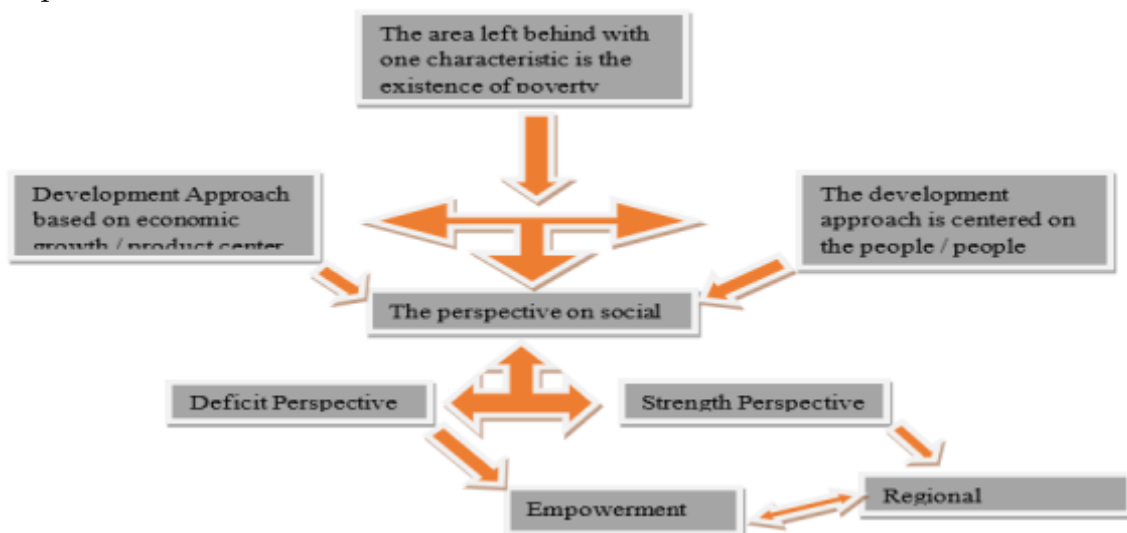 The area left behind with
one characteristic is the
existence of poverty
Development Approach
based on economic
growth / product center
The development
approach is centered on
the people / people
The perspective on social
Deficit Perspective
Strength Perspective
Empowerment
Regional